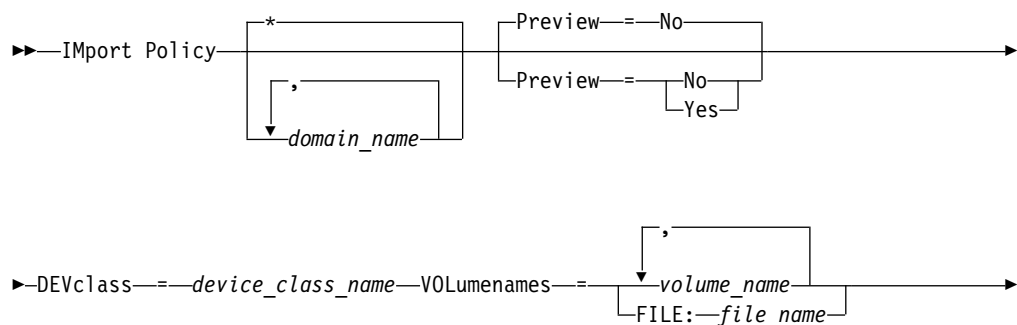 * Preview = No
IMport Policy
, Preview = No
Yes
domain_name
,
DEVclass = device_class_name VOLumenames = volume_name
FILE: file name